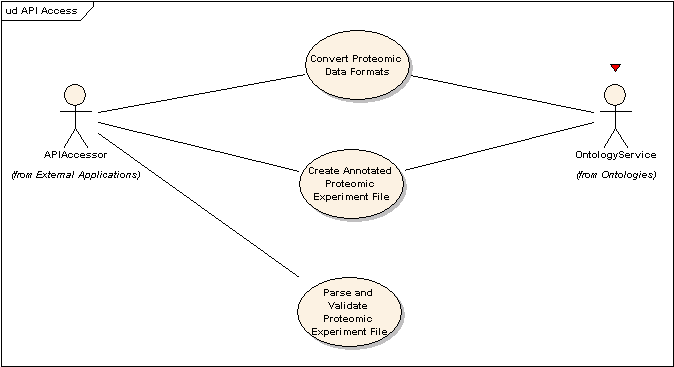 ud API Access
Convert Proteomic
Data Formats
APIAccessor
(from External Applications)
OntologyService
(from Ontologies)
Create Annotated
Proteomic
Experiment File
Parse and
Validate
Proteomic
Experiment File